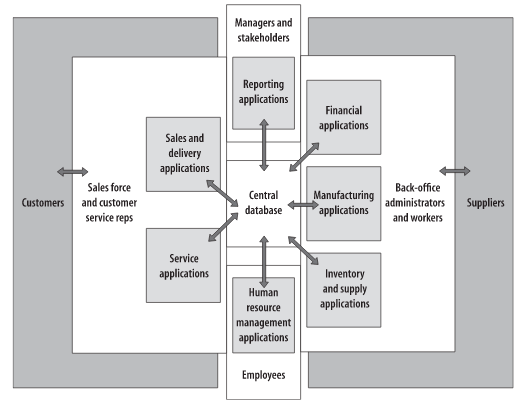 Managers and
stakeholders
Reporting
applications
Financial
applications
Sales and
delivery
applications
Customers
Sales force
and customer
service reps
Central
database
Manufacturing
applications
Back-office
administrators
and workers
Suppliers
Service
applications
Inventory
and supply
applications
Human
resource
management
applications
Employees